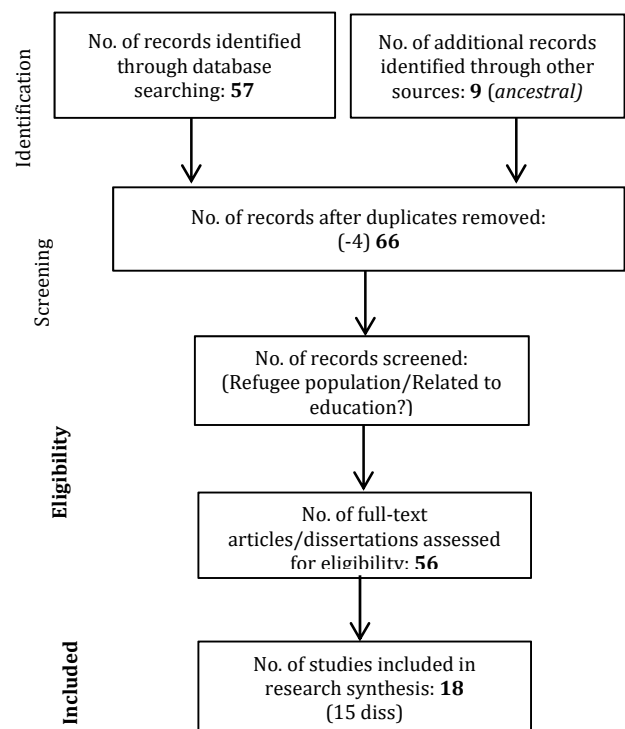 No. of records identified
through database
searching: 57
No. of additional records
identified through other
sources: 9 (ancestral)
Identification
No. of records after duplicates removed:
(-4) 66
Screening
No. of records screened:
(Refugee population/Related to
education?)
Eligibility
No. of full-text
articles/dissertations assessed
for eligibility: 56
Included
No. of studies included in
research synthesis: 18
(15 diss)